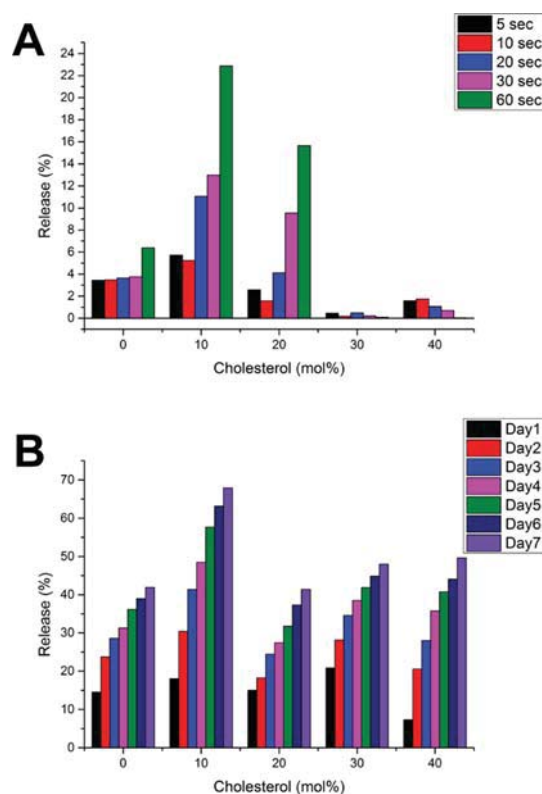 A
5 sec
10 sec
20 sec
30 sec
60 sec
24
22
20
18
16
14
12
10
8
6
4
2
0
Release (%)
0 10 20 30 40
Cholesterol (mol%)
B
Day1
Day2
Day3
Day4
Day5
Day6
Day7
70
60
50
40
30
20
10
0
Release (%)
0 10 20 30 40
Cholesterol (mol%)